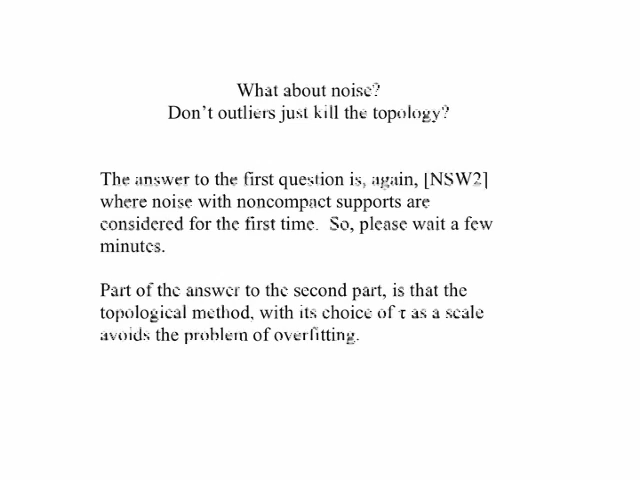 What about noise?
Don't outliers just kill the topology?
The answer to the first question is, again, [NSW2]
where noise with noncompact supports are
considered for the first time. So, please wait a few
minutes.
Part of the answer to the second part, is that the
topological method, with its choice of τ as a scale
avoids the problem of overfitting.